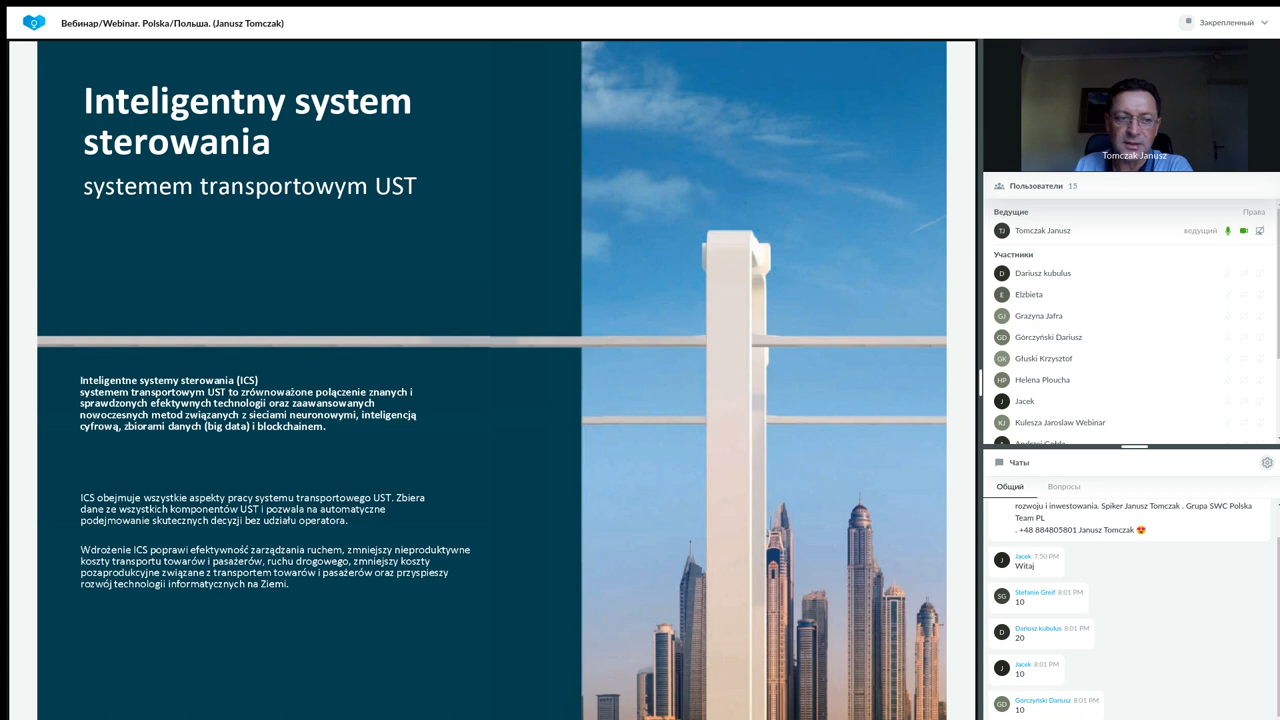 Вебинар/Webinar. Polska/Польша. (Janusz Tomczak)
Закрепленный
Inteligentny system
sterowania
systemem transportowym UST
Inteligentne systemy sterowania (ICS)
systemem transportowym UST to zrównoważone połączenie znanych i
sprawdzonych efektywnych technologii oraz zaawansowanych
nowoczesnych metod związanych z sieciami neuronowymi, inteligencją
cyfrową, zbiorami danych (big data) i blockchainem.
ICS obejmuje wszystkie aspekty pracy systemu transportowego UST. Zbiera
dane ze wszystkich komponentów UST i pozwala na automatyczne
podejmowanie skutecznych decyzji bez udziału operatora.
Wdrożenie ICS poprawi efektywność zarządzania ruchem, zmniejszy nieproduktywne
koszty transportu towarów i pasażerów, ruchu drogowego, zmniejszy koszty
pozaprodukcyjne związane z transportem towarów i pasażerów oraz przyspieszy
rozwój technologii informatycznych na Ziemi.
Tomczak Janusz
Пользователи 15
Ведущие Права
TJ Tomczak Janusz ведущий
Участники
D Dariusz kubulus
E Elzbieta
GJ Grazyna Jafra
GD Górczyński Dariusz
GK Głuski Krzysztof
HP Helena Ploucha
J Jacek
KJ Kulesza Jaroslaw Webinar
Чаты
Общий Вопросы
rozwoju i inwestowania. Spiker Janusz Tomczak . Grupa SWC Polska
Team PL
. +48 884805801 Janusz Tomczak 😍
J Jacek 7:50 PM
Witaj
SG Stefanie Greif 8:01 PM
10
D Dariusz kubulus 8:01 PM
20
J Jacek 8:01 PM
10
GD Górczyński Dariusz 8:01 PM
10